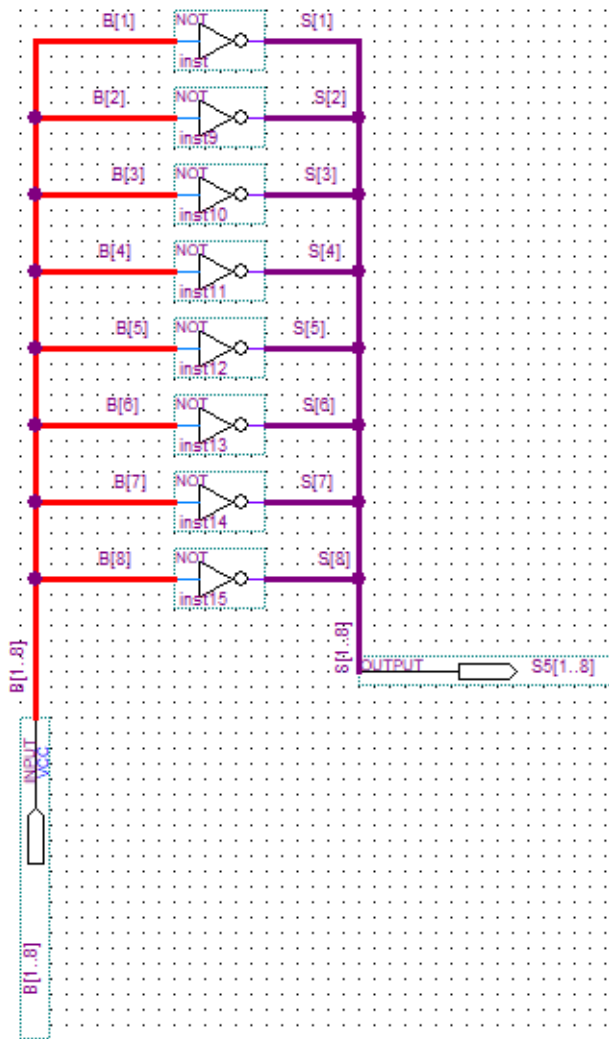 B[1] NOT S[1]
inst
B[2] NOT S[2]
inst9
B[3] NOT S[3]
inst10
B[4] NOT S[4]
inst11
B[5] NOT S[5]
inst12
B[6] NOT S[6]
inst13
B[7] NOT S[7]
inst14
B[8] NOT S[8]
inst15
B[1..8]
S[1..8]
OUTPUT S5[1..8]
INPUT
VCC
B[1..8]